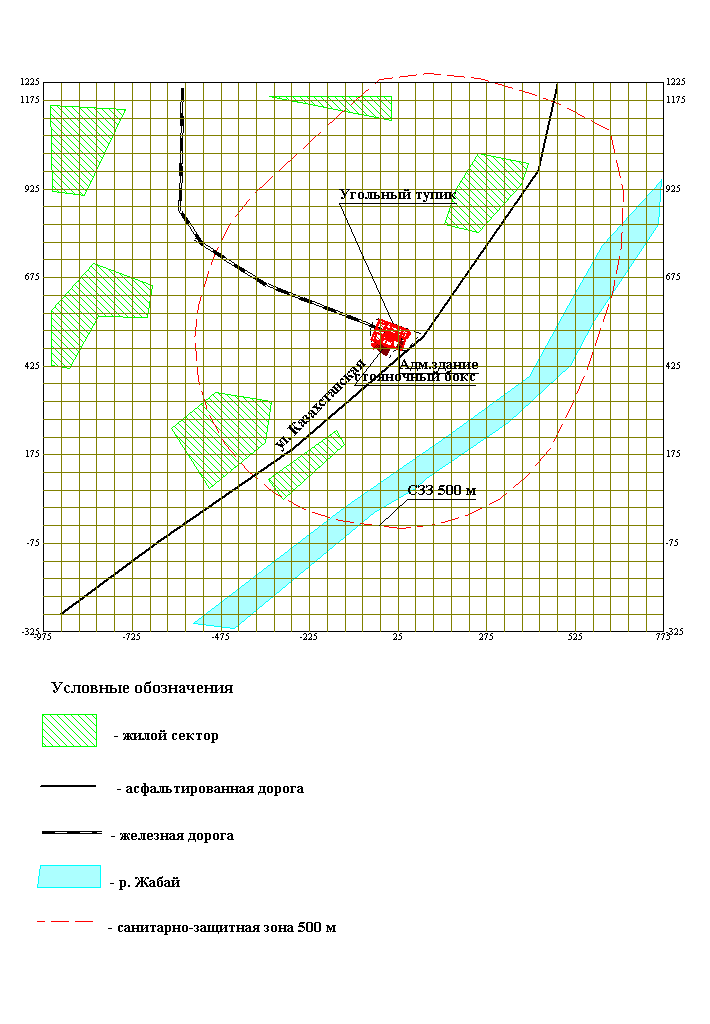 1225
1225
1175
1175
925
925
Угольный тупик
675
675
425
425
Адм.здание
стояночный бокс
ул. Казахстанская
175
175
СЗЗ 500 м
-75
-75
-325
-325
-975
-725
-475
-225
25
275
525
775
Условные обозначения
- жилой сектор
- асфальтированная дорога
- железная дорога
- р. Жабай
- санитарно-защитная зона 500 м